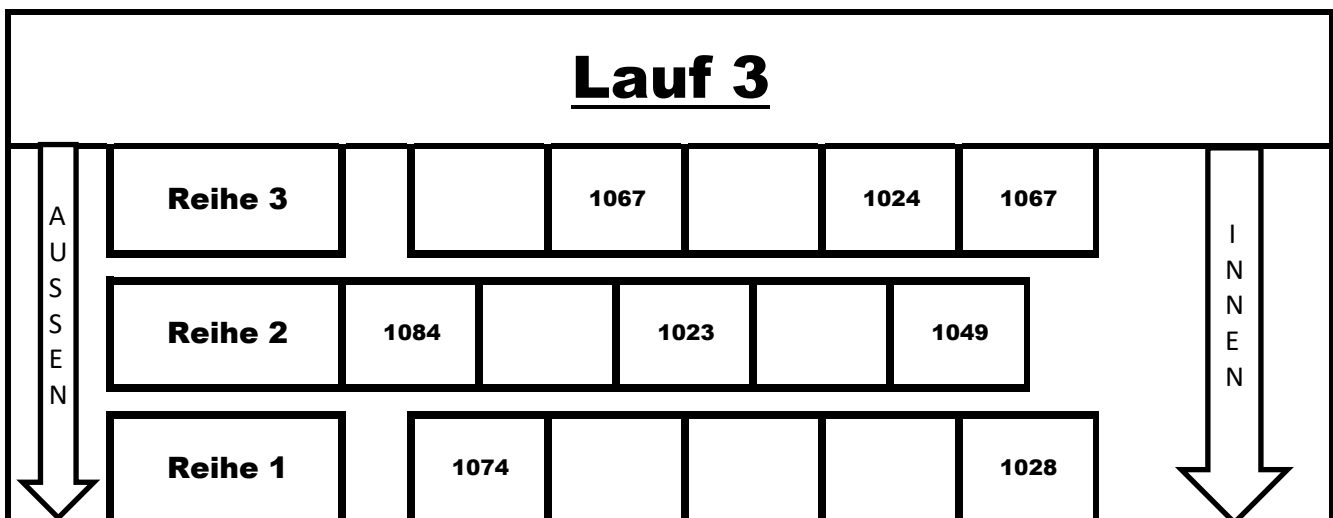 Lauf 3
AUSSEN
Reihe 3 1067 1024 1067
INNEN
Reihe 2 1084 1023 1049
Reihe 1 1074 1028